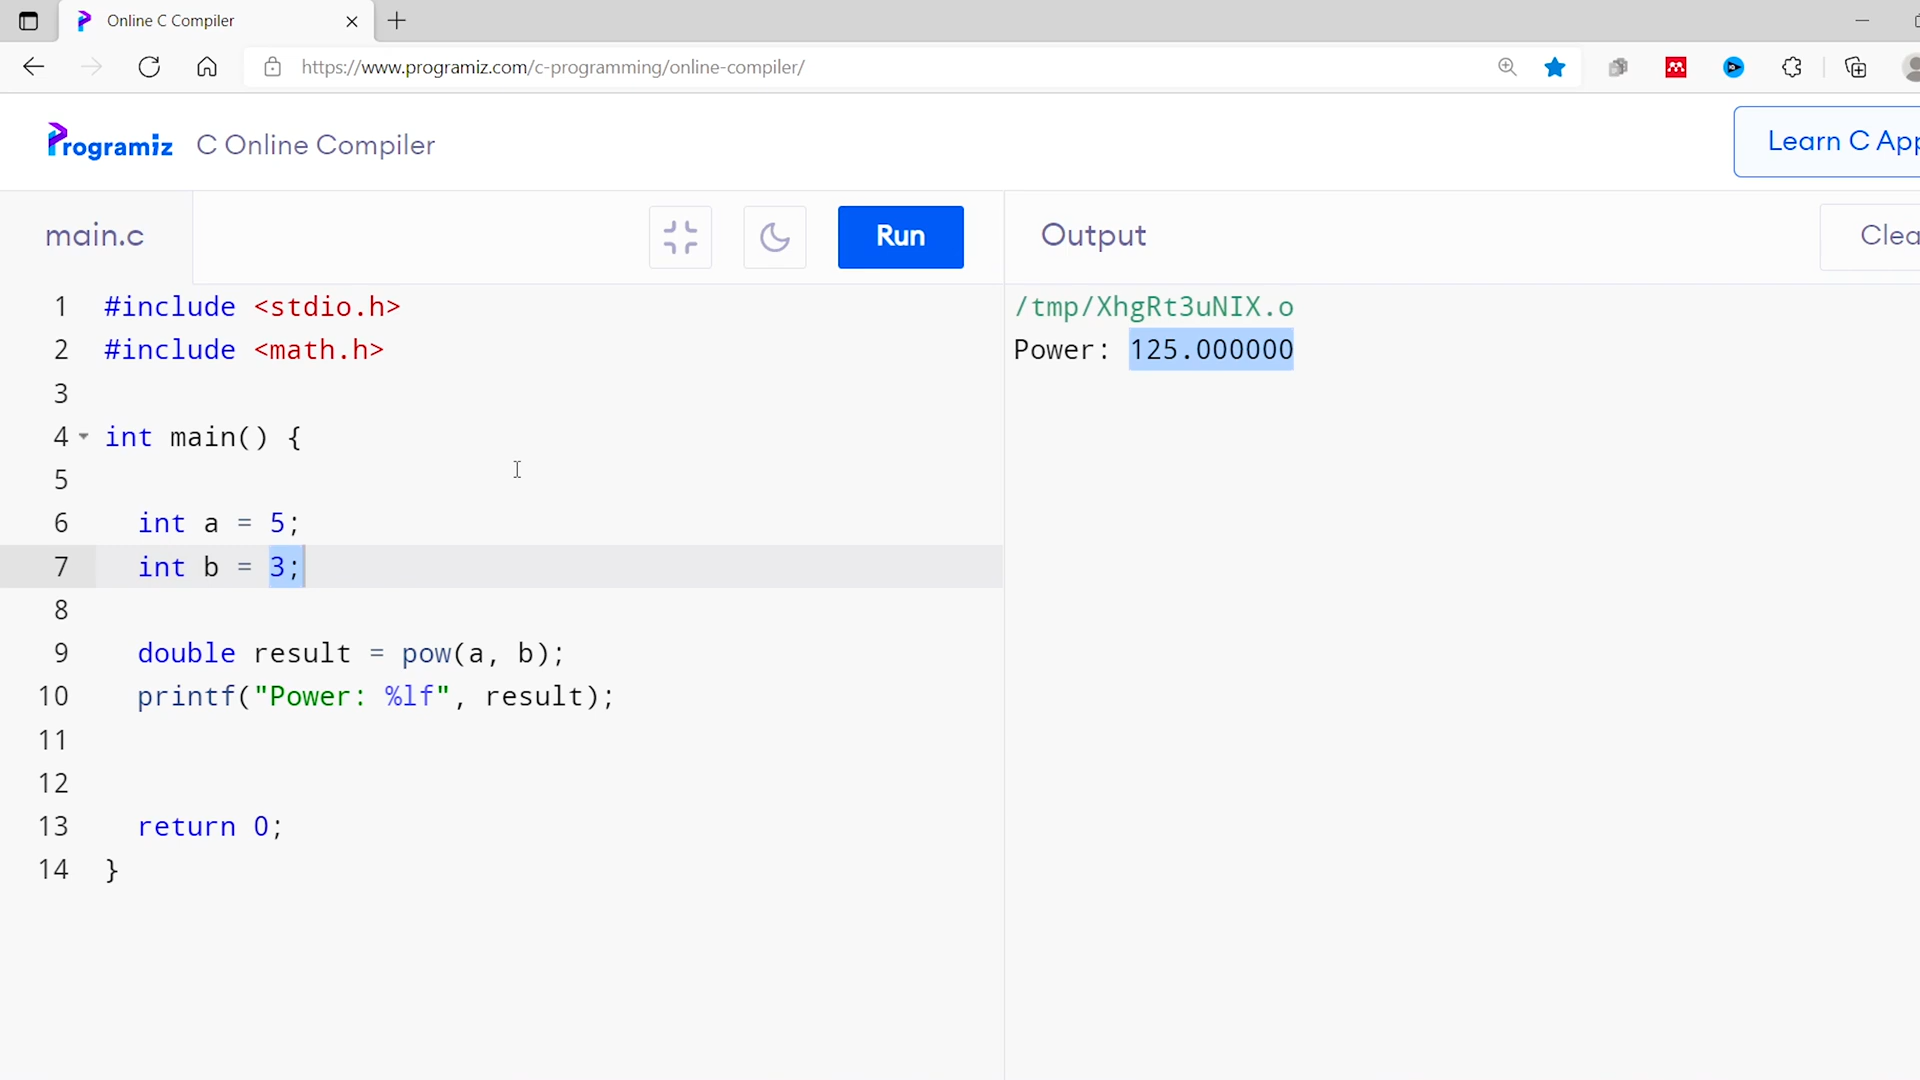 Online C Compiler
https://www.programiz.com/c-programming/online-compiler/
Programiz C Online Compiler
Learn C App
main.c
Run
Output
Clea
1 #include <stdio.h>
2 #include <math.h>
3
4 int main() {
5
6 int a = 5;
7 int b = 3;
8
9 double result = pow(a, b);
10 printf("Power: %lf", result);
11
12
13 return 0;
14 }
/tmp/XhgRt3uNIX.o
Power: 125.000000